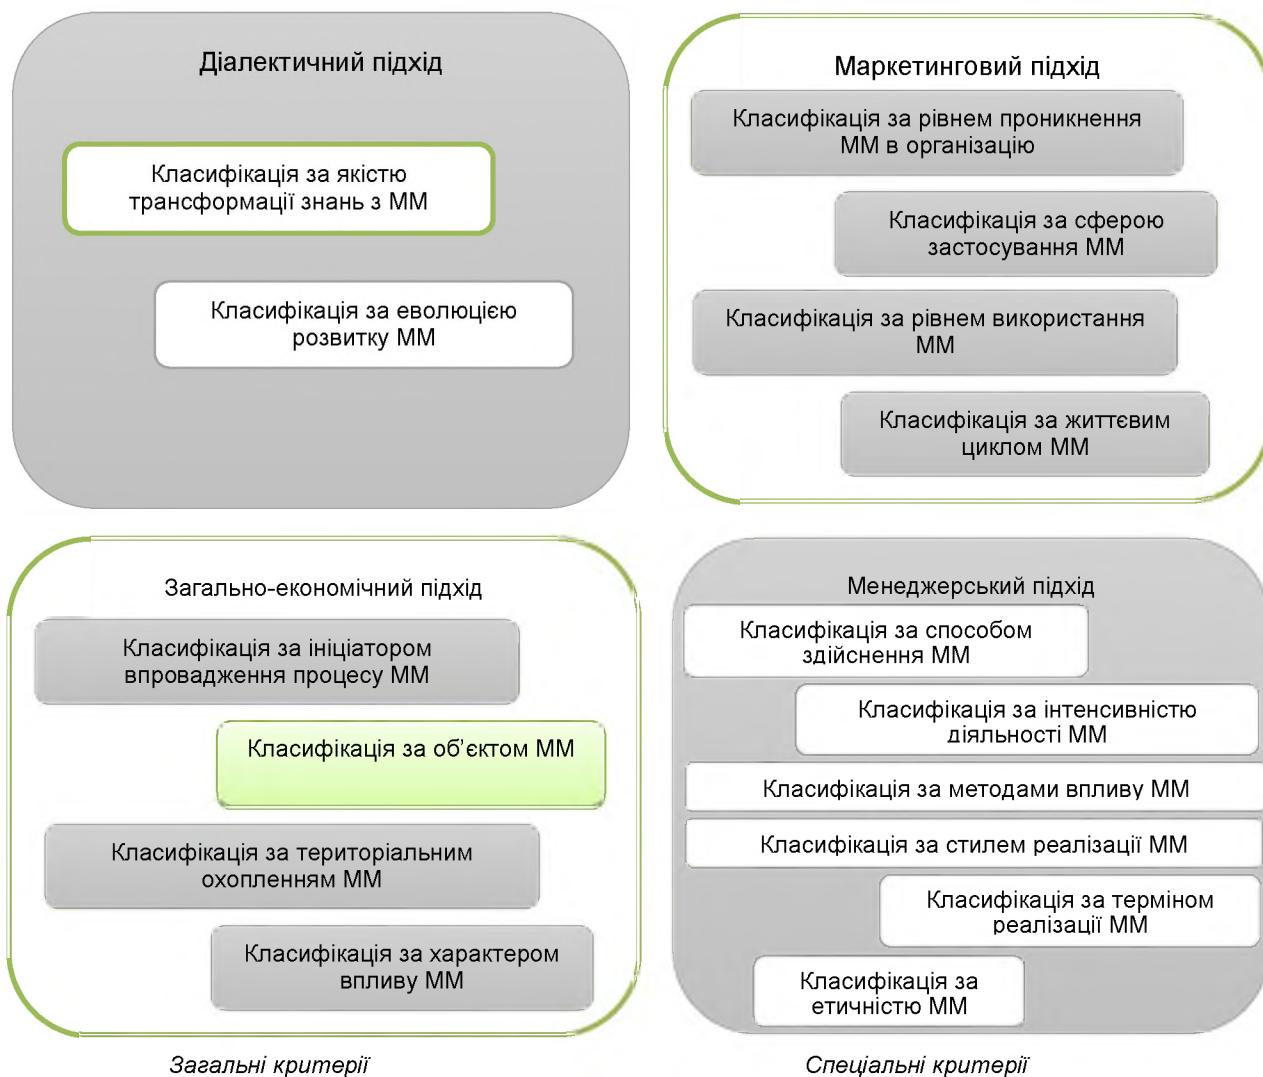 Діалектичний підхід
Класифікація за якістю
трансформації знань з ММ
Класифікація за еволюцією
розвитку ММ
Маркетинговий підхід
Класифікація за рівнем проникнення
ММ в організацію
Класифікація за сферою
застосування ММ
Класифікація за рівнем використання
ММ
Класифікація за життєвим
циклом ММ
Загально-економічний підхід
Класифікація за ініціатором
впровадження процесу ММ
Класифікація за об’єктом ММ
Класифікація за територіальним
охопленням ММ
Класифікація за характером
впливу ММ
Менеджерський підхід
Класифікація за способом
здійснення ММ
Класифікація за інтенсивністю
діяльності ММ
Класифікація за методами впливу ММ
Класифікація за стилем реалізації ММ
Класифікація за терміном
реалізації ММ
Класифікація за
етичністю ММ
Загальні критерії
Спеціальні критерії